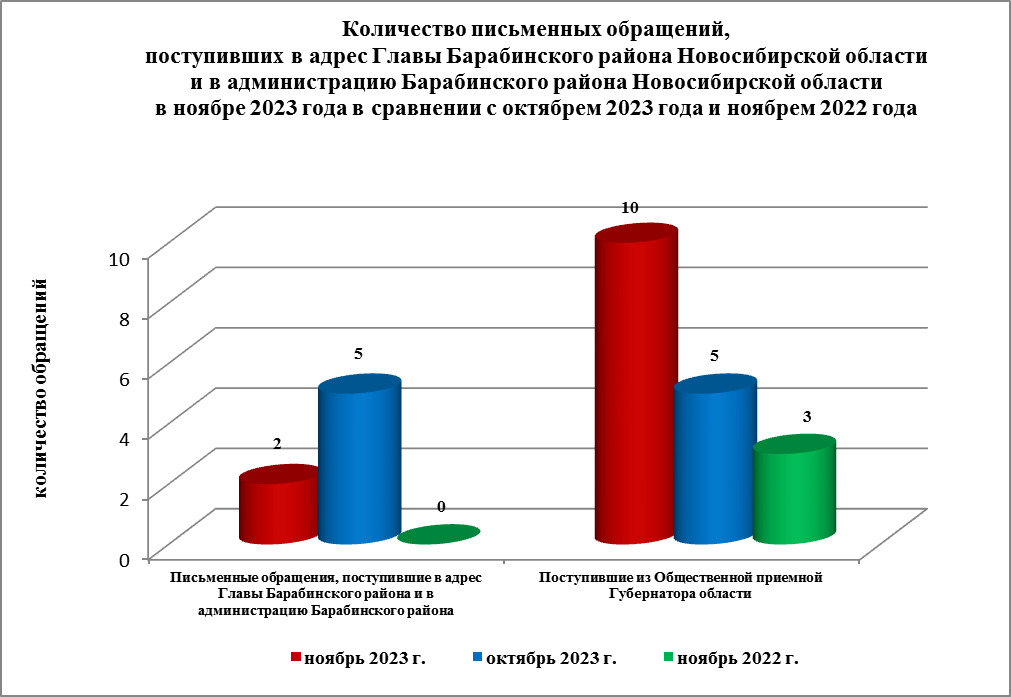 Количество письменных обращений,
поступивших в адрес Главы Барабинского района Новосибирской области
и в администрацию Барабинского района Новосибирской области
в ноябре 2023 года в сравнении с октябрем 2023 года и ноябрем 2022 года
количество обращений
10
8
6
4
2
0
2
5
0
10
5
3
Письменные обращения, поступившие в адрес
Главы Барабинского района и в
администрацию Барабинского района
Поступившие из Общественной приемной
Губернатора области
ноябрь 2023 г.
октябрь 2023 г.
ноябрь 2022 г.